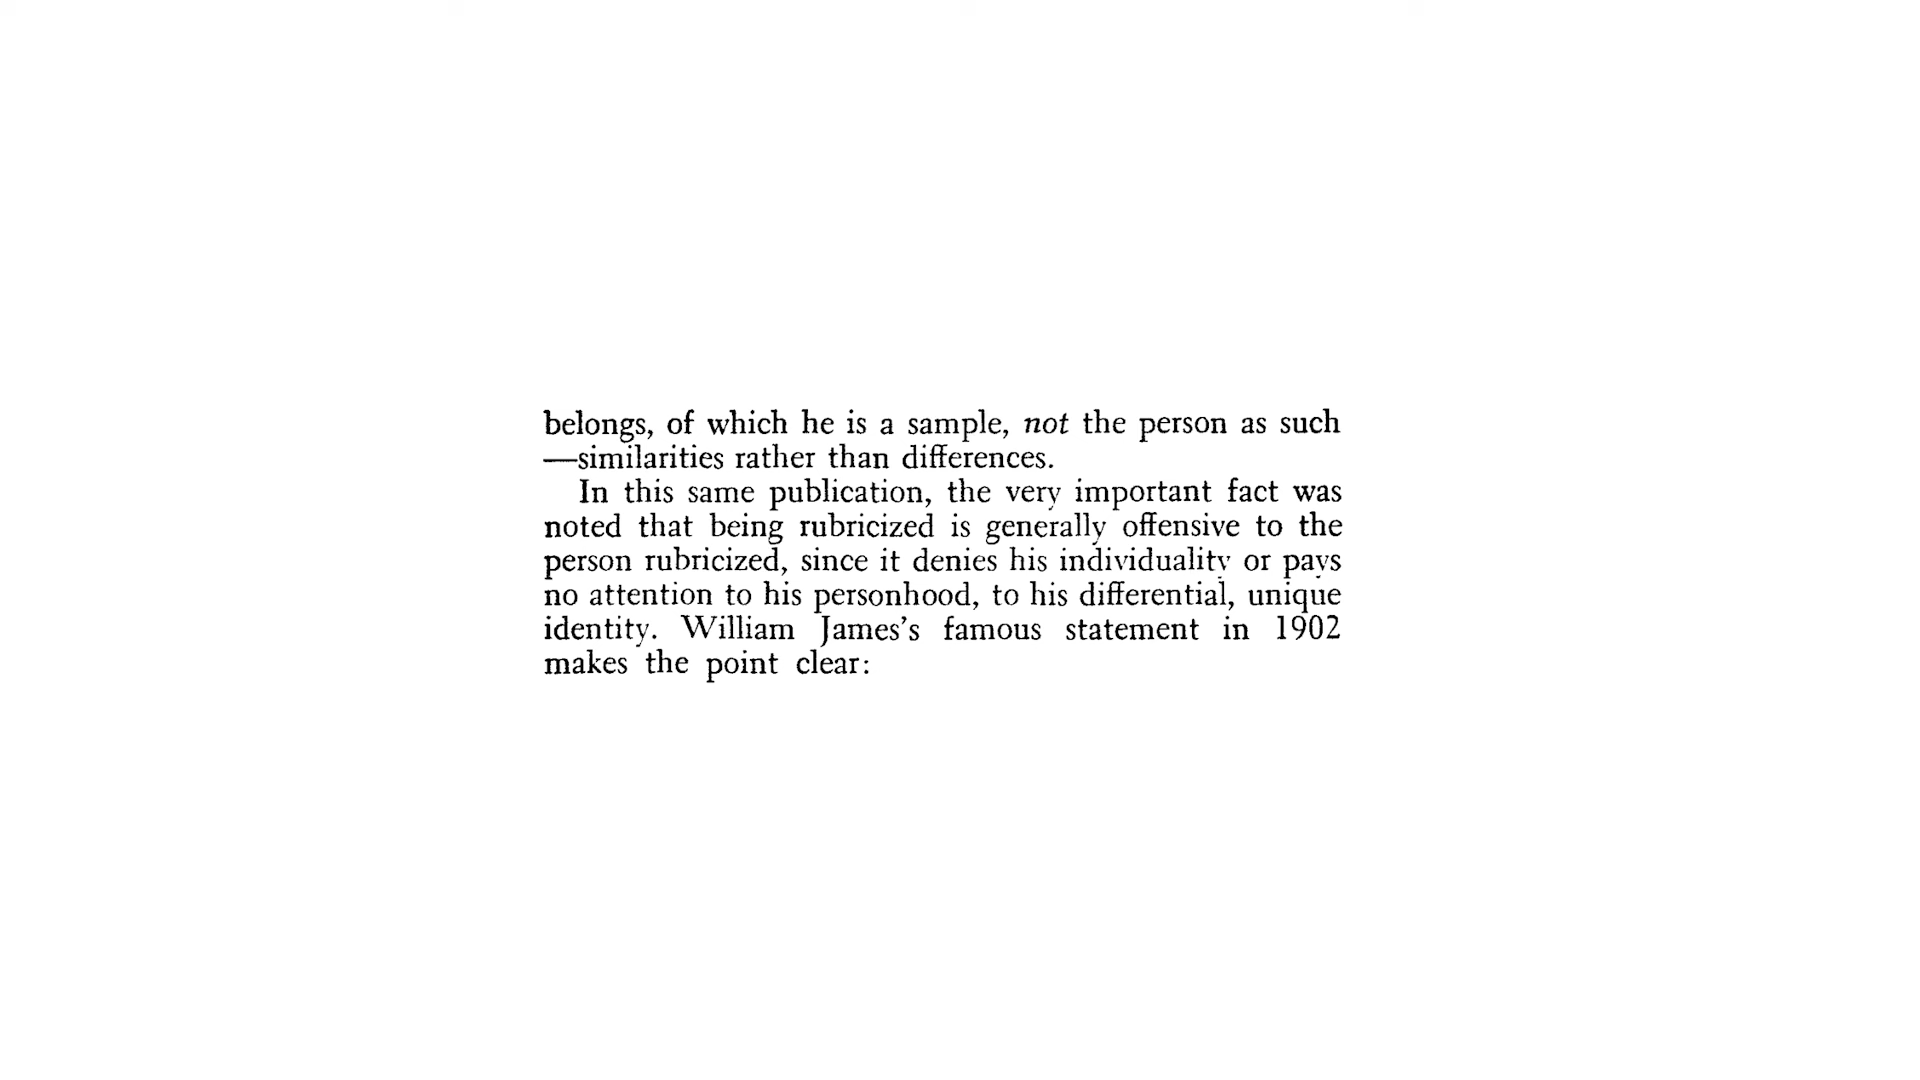 belongs, of which he is a sample, not the person as such
—similarities rather than differences.
In this same publication, the very important fact was
noted that being rubricized is generally offensive to the
person rubricized, since it denies his individuality or pays
no attention to his personhood, to his differential, unique
identity. William James's famous statement in 1902
makes the point clear: